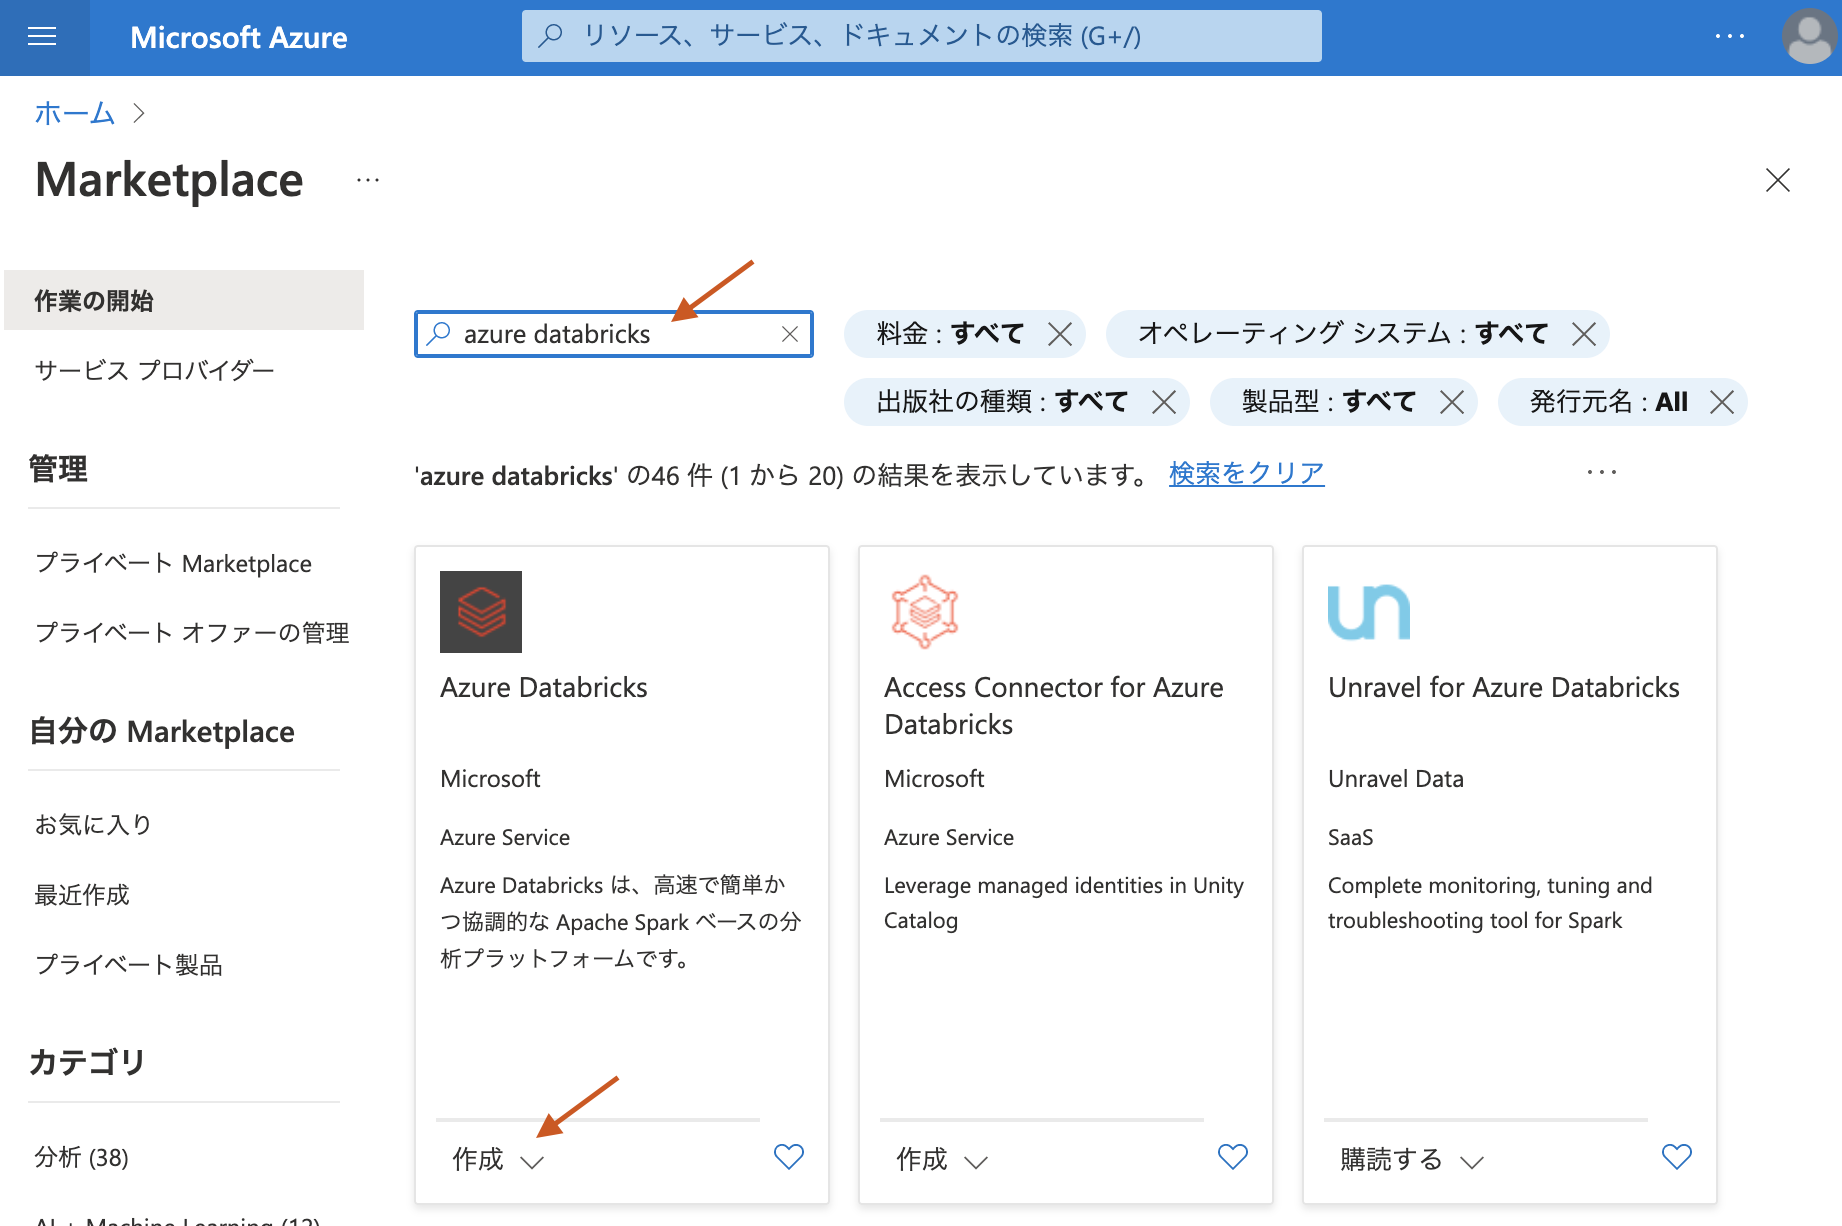 Microsoft Azure
リソース、サービス、ドキュメントの検索 (G+/)
ホーム
Marketplace
作業の開始
サービス プロバイダー
管理
プライベート Marketplace
プライベート オファーの管理
自分の Marketplace
お気に入り
最近作成
プライベート製品
カテゴリ
分析 (38)
AI + Machine Learning (12)
azure databricks
料金 : すべて
オペレーティング システム : すべて
出版社の種類 : すべて
製品型 : すべて
発行元名 : All
'azure databricks' の46 件 (1 から 20) の結果を表示しています。 検索をクリア
Azure Databricks
Microsoft
Azure Service
Azure Databricks は、高速で簡単か
つ協調的な Apache Spark ベースの分
析プラットフォームです。
作成
Access Connector for Azure
Databricks
Microsoft
Azure Service
Leverage managed identities in Unity
Catalog
作成
un
Unravel for Azure Databricks
Unravel Data
SaaS
Complete monitoring, tuning and
troubleshooting tool for Spark
購読する